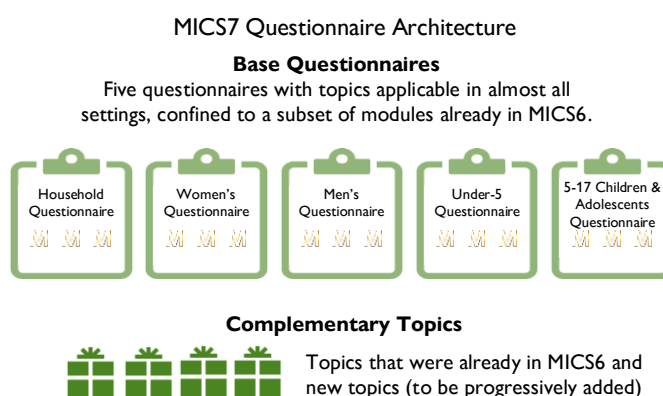 MICS7 Questionnaire Architecture
Base Questionnaires
Five questionnaires with topics applicable in almost all
settings, confined to a subset of modules already in MICS6.
Household
Questionnaire
M M M
Women's
Questionnaire
M M M
Men's
Questionnaire
M M M
Under-5
Questionnaire
M M M
5-17 Children &
Adolescents
Questionnaire
M M M
Complementary Topics
Topics that were already in MICS6 and
new topics (to be progressively added)